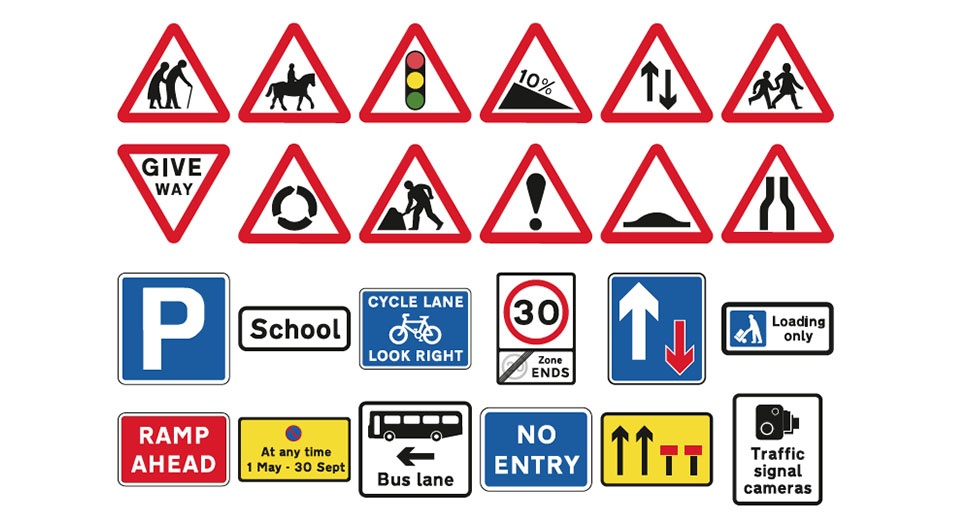 10%
GIVE
WAY
P
School
CYCLE LANE
LOOK RIGHT
30
Zone
ENDS
Loading
only
RAMP
AHEAD
At any time
1 May - 30 Sept
Bus lane
NO
ENTRY
Traffic
signal
cameras